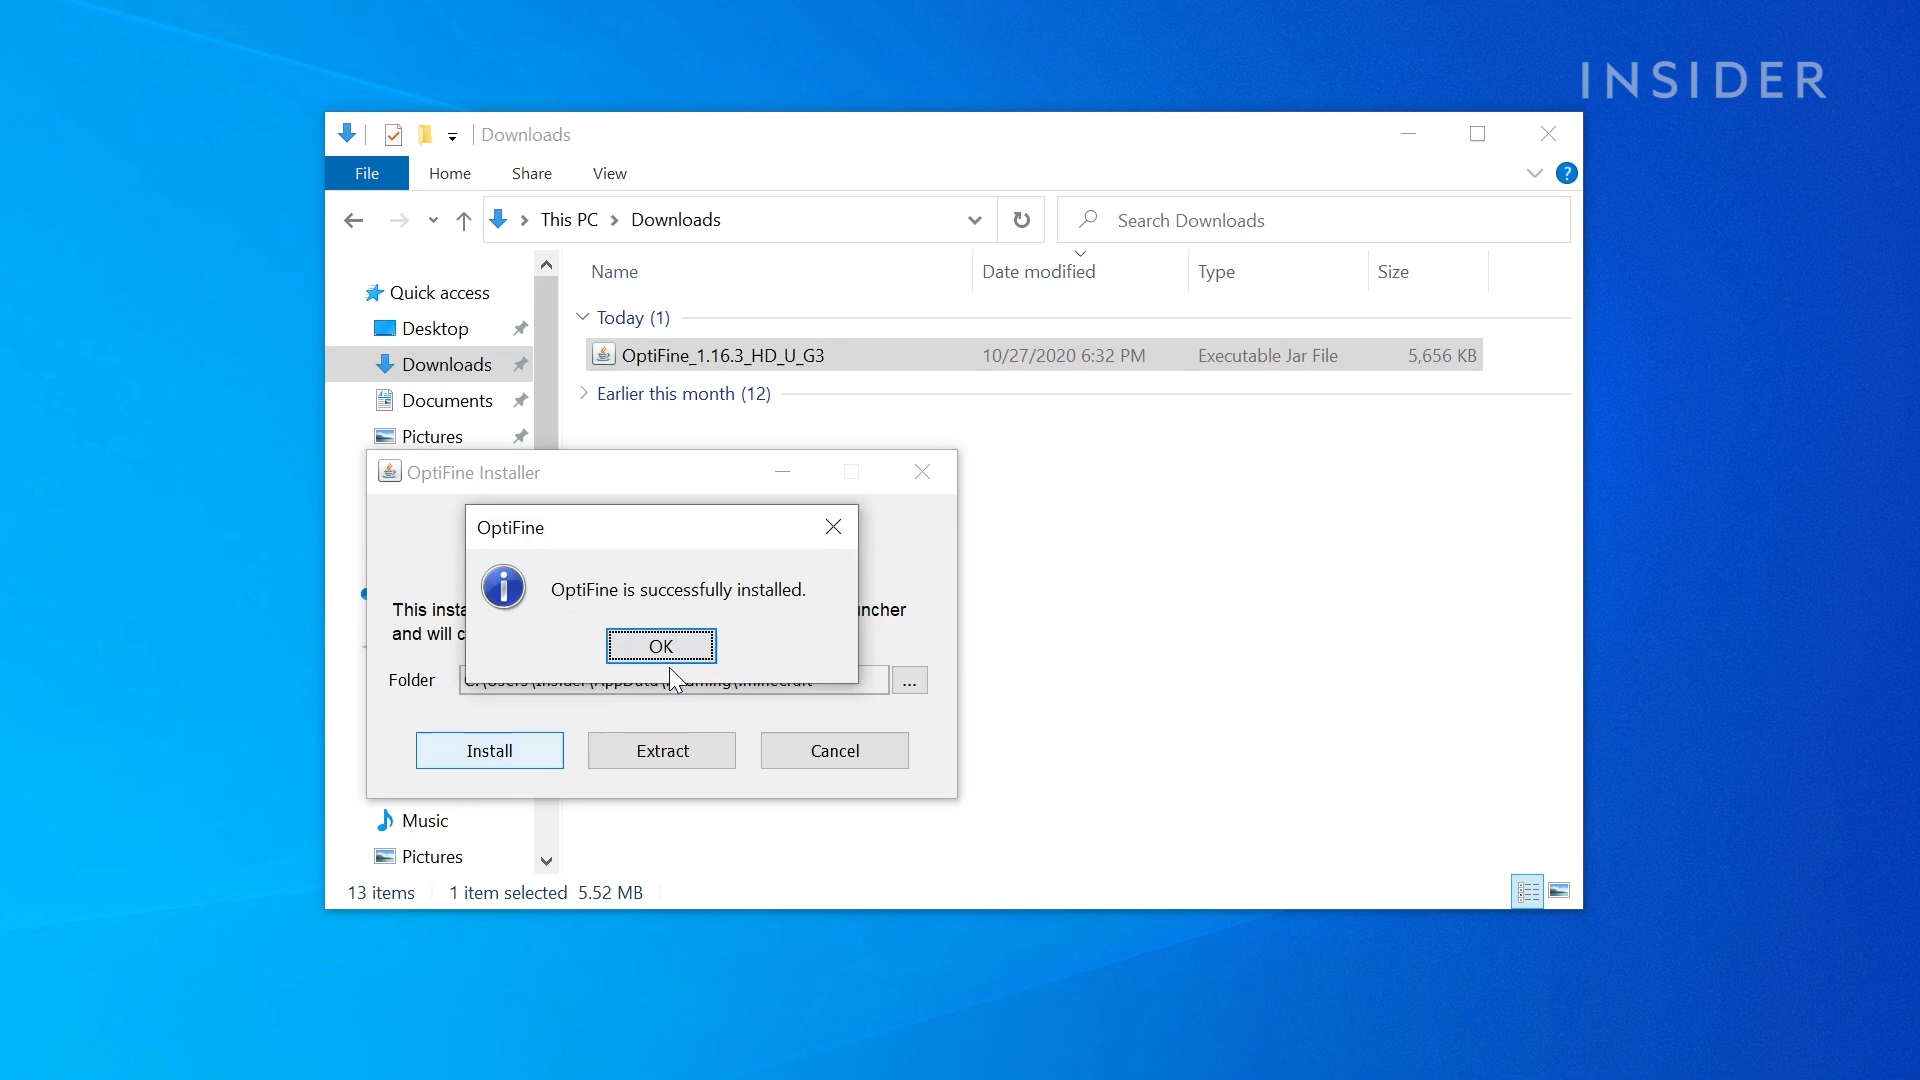 INSIDER
Downloads
File Home Share View
This PC Downloads
Search Downloads
Name Date modified Type Size
Quick access
Today (1)
Desktop
OptiFine_1.16.3_HD_U_G3 10/27/2020 6:32 PM Executable Jar File 5,656 KB
Downloads
Earlier this month (12)
Documents
Pictures
OptiFine Installer
OptiFine
OptiFine is successfully installed.
This insta
uncher
and will c
OK
Folder
...
Install Extract Cancel
Music
Pictures
13 items 1 item selected 5.52 MB